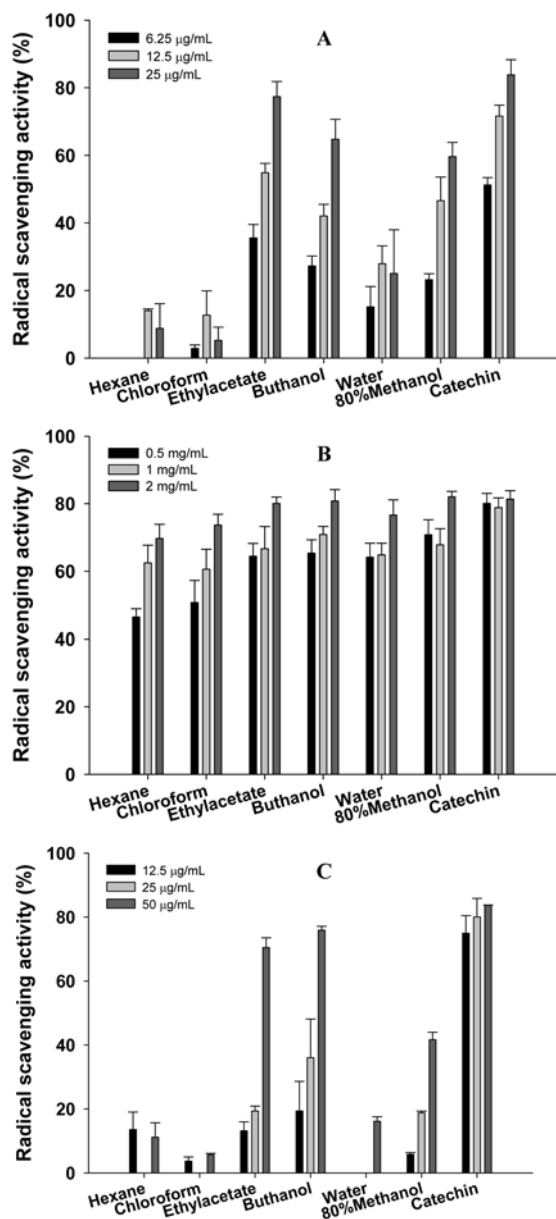 A
6.25 μg/mL
12.5 μg/mL
25 μg/mL
Radical scavenging activity (%)
100
80
60
40
20
0
Hexane
Chloroform
Ethylacetate
Buthanol
Water
80%Methanol
Catechin
B
0.5 mg/mL
1 mg/mL
2 mg/mL
Radical scavenging activity (%)
100
80
60
40
20
0
Hexane
Chloroform
Ethylacetate
Buthanol
Water
80%Methanol
Catechin
C
12.5 μg/mL
25 μg/mL
50 μg/mL
Radical scavenging activity (%)
100
80
60
40
20
0
Hexane
Chloroform
Ethylacetate
Buthanol
Water
80%Methanol
Catechin